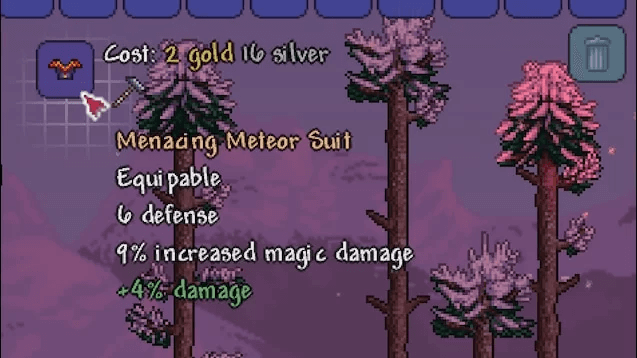 Cost: 2 gold 16 silver
Menacing Meteor Suit
Equipable
6 defense
9% increased magic damage
+4% damage